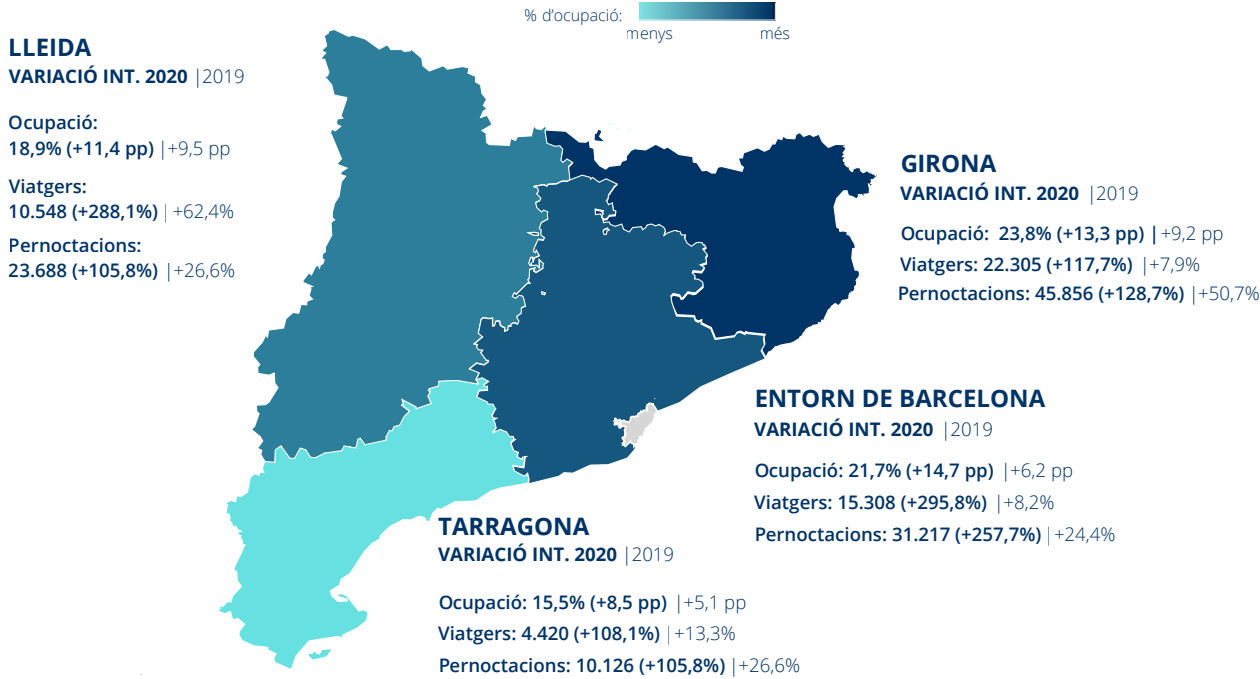 % d'ocupació:
menys més
LLEIDA
VARIACIÓ INT. 2020 |2019
Ocupació:
18,9% (+11,4 pp) |+9,5 pp
Viatgers:
10.548 (+288,1%) |+62,4%
Pernoctacions:
23.688 (+105,8%) |+26,6%
GIRONA
VARIACIÓ INT. 2020 |2019
Ocupació: 23,8% (+13,3 pp) |+9,2 pp
Viatgers: 22.305 (+117,7%) |+7,9%
Pernoctacions: 45.856 (+128,7%) |+50,7%
ENTORN DE BARCELONA
VARIACIÓ INT. 2020 |2019
Ocupació: 21,7% (+14,7 pp) |+6,2 pp
Viatgers: 15.308 (+295,8%) |+8,2%
Pernoctacions: 31.217 (+257,7%) |+24,4%
TARRAGONA
VARIACIÓ INT. 2020 |2019
Ocupació: 15,5% (+8,5 pp) |+5,1 pp
Viatgers: 4.420 (+108,1%) |+13,3%
Pernoctacions: 10.126 (+105,8%) |+26,6%